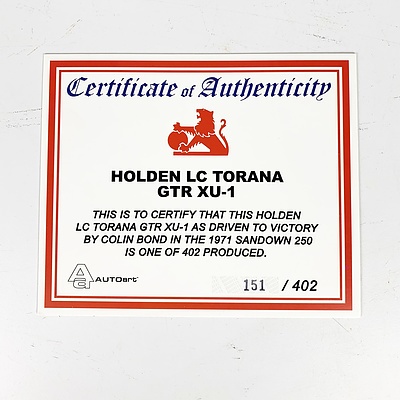 Certificate of Authenticity
HOLDEN LC TORANA
GTR XU-1
THIS IS TO CERTIFY THAT THIS HOLDEN
LC TORANA GTR XU-1 AS DRIVEN TO VICTORY
BY COLIN BOND IN THE 1971 SANDOWN 250
IS ONE OF 402 PRODUCED.
Aa AUTOart 151 / 402